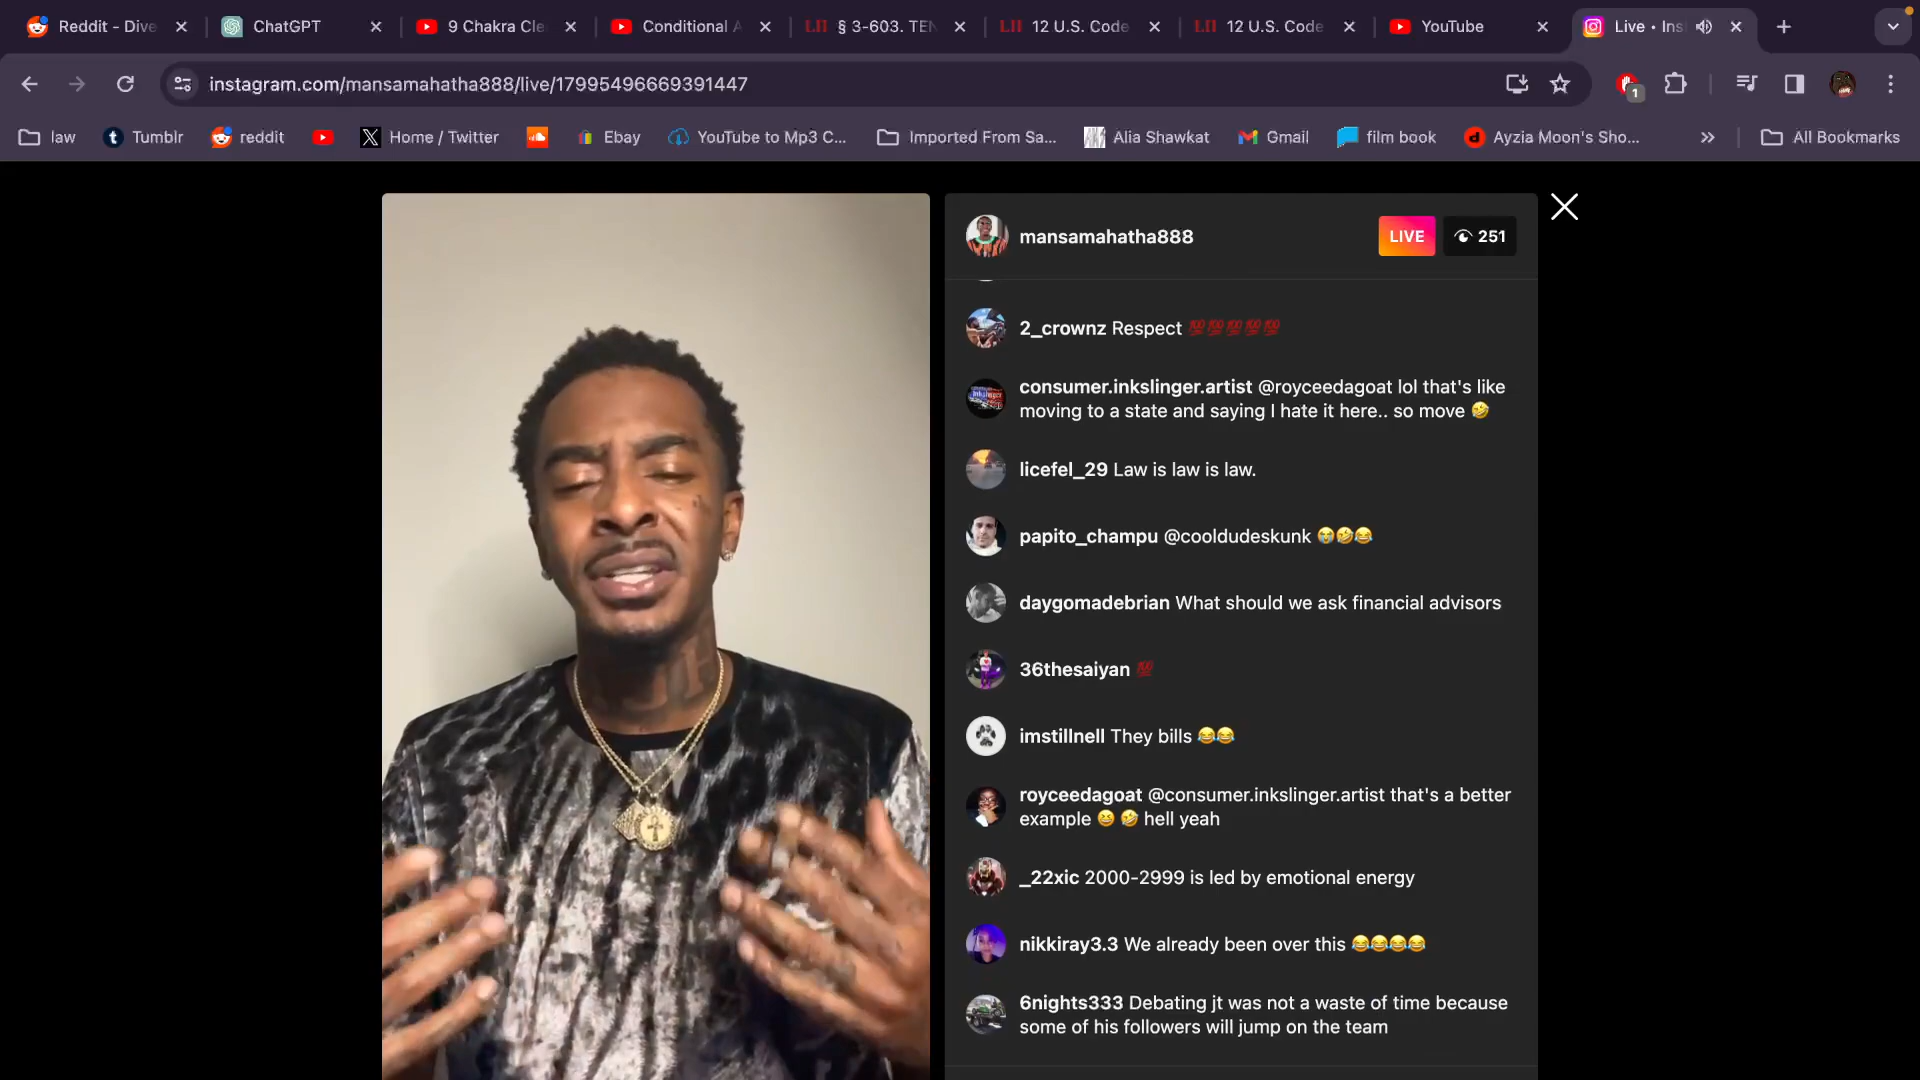 Reddit - Dive
ChatGPT
9 Chakra Cle
Conditional A
LII § 3-603. TEN
LII 12 U.S. Code
LII 12 U.S. Code
YouTube
Live • Ins
instagram.com/mansamahatha888/live/17995496669391447
1
law
Tumblr
reddit
Home / Twitter
Ebay
YouTube to Mp3 C...
Imported From Sa...
Alia Shawkat
Gmail
film book
Ayzia Moon's Sho...
All Bookmarks
mansamahatha888
LIVE
251
2_crownz Respect 💯💯💯💯💯
consumer.inkslinger.artist @royceedagoat lol that's like
moving to a state and saying I hate it here.. so move 🤣
licefel_29 Law is law is law.
papito_champu @cooldudeskunk 😭🤣😂
daygomadebrian What should we ask financial advisors
36thesaiyan 💯
imstillnell They bills 😂😂
royceedagoat @consumer.inkslinger.artist that's a better
example 😆 🤣 hell yeah
_22xic 2000-2999 is led by emotional energy
nikkiray3.3 We already been over this 😂😂😂😂
6nights333 Debating jt was not a waste of time because
some of his followers will jump on the team